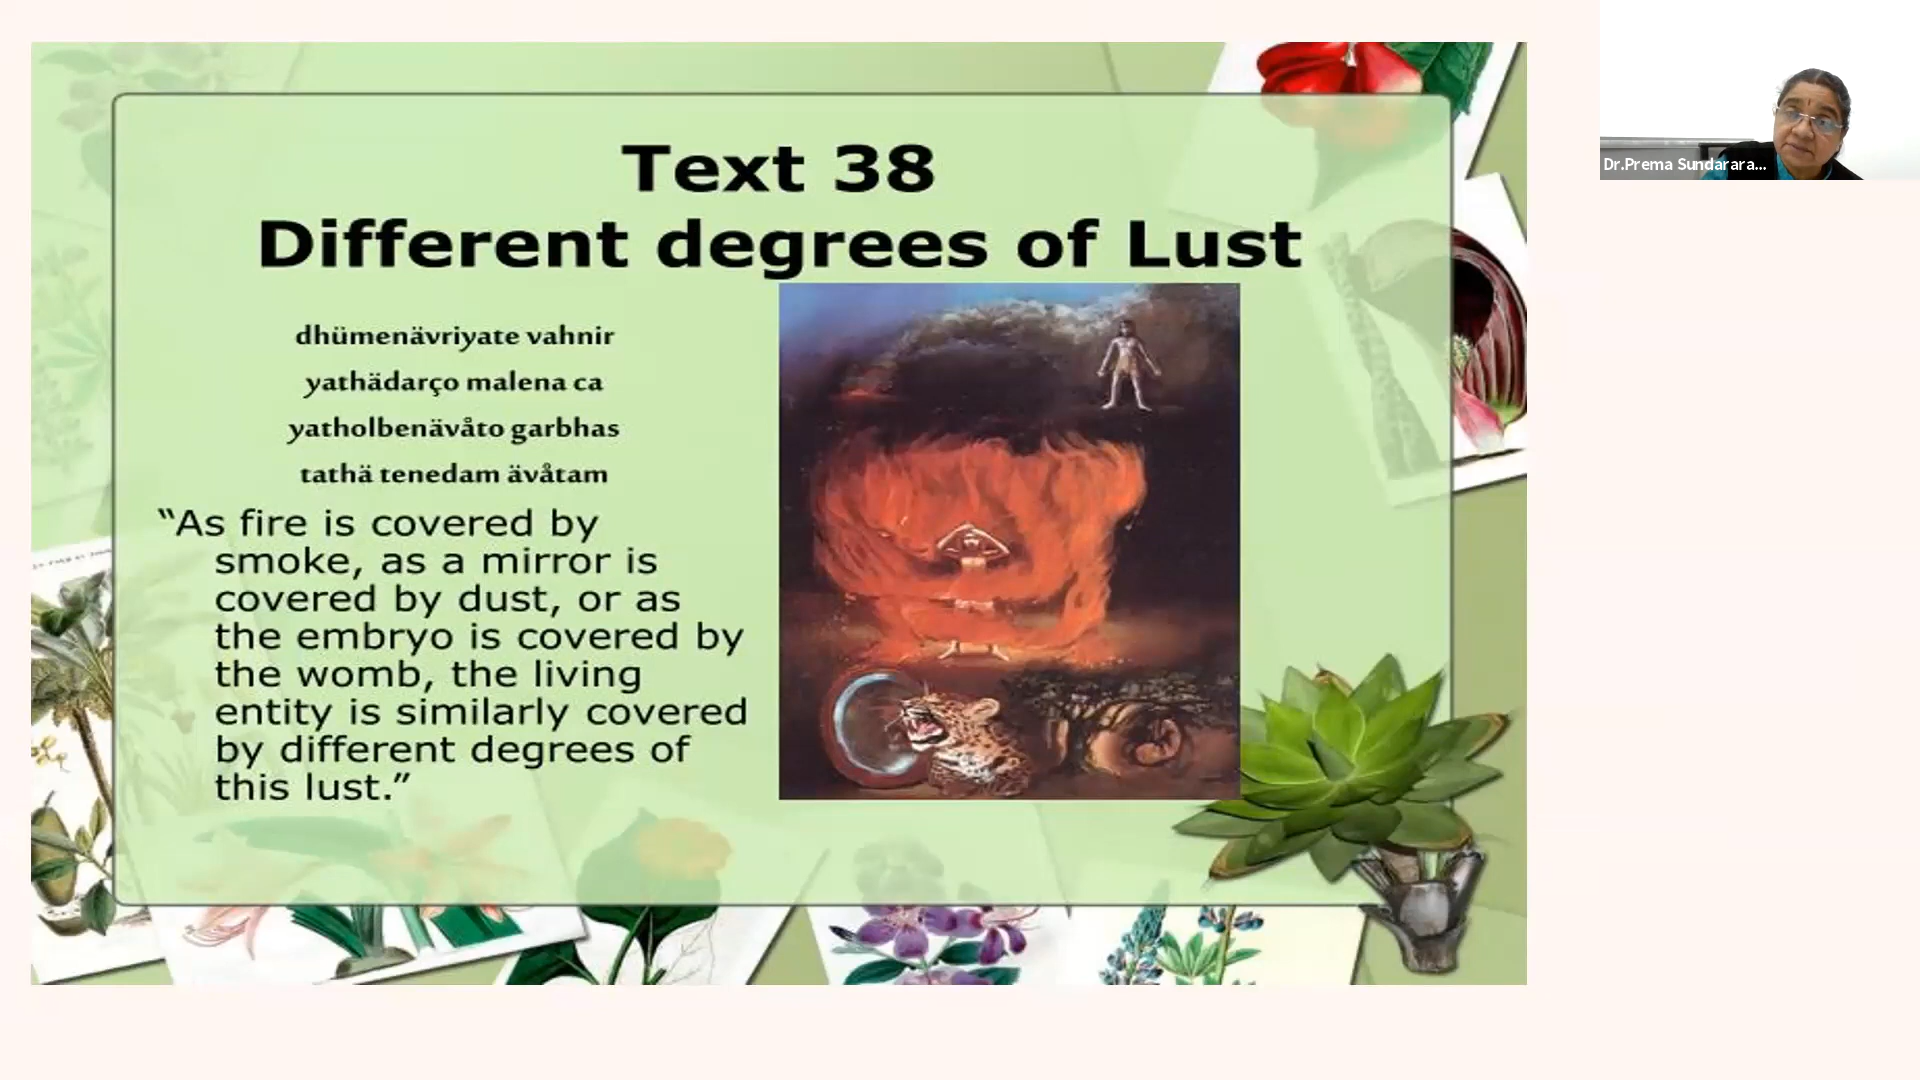 Text 38
Different degrees of Lust
dhümenävriyate vahnir
yathädarço malena ca
yatholbenävåto garbhas
tathä tenedam ävåtam
“As fire is covered by
smoke, as a mirror is
covered by dust, or as
the embryo is covered by
the womb, the living
entity is similarly covered
by different degrees of
this lust.”
Dr.Prema Sundarara...